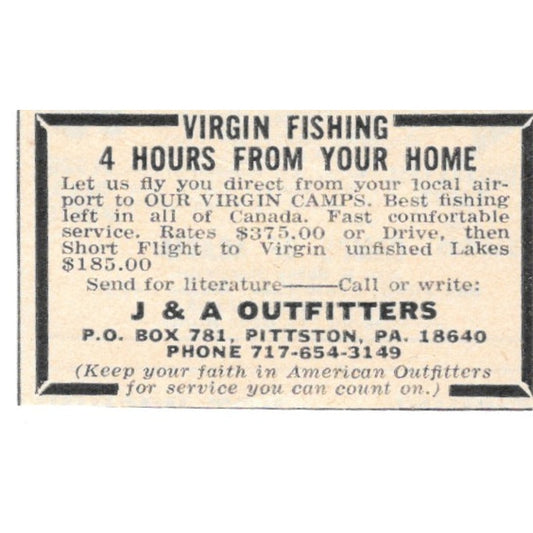 VIRGIN FISHING
4 HOURS FROM YOUR HOME
Let us fly you direct from your local air-
port to OUR VIRGIN CAMPS. Best fishing
left in all of Canada. Fast comfortable
service. Rates $375.00 or Drive, then
Short Flight to Virgin unfished Lakes
$185.00
Send for literature——Call or write:
J & A OUTFITTERS
P.O. BOX 781, PITTSTON, PA. 18640
PHONE 717-654-3149
(Keep your faith in American Outfitters
for service you can count on.)